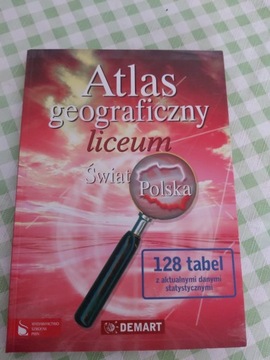 Atlas
geograficzny
liceum
Świat
Polska
128 tabel
z aktualnymi danymi
statystycznymi
DEMART